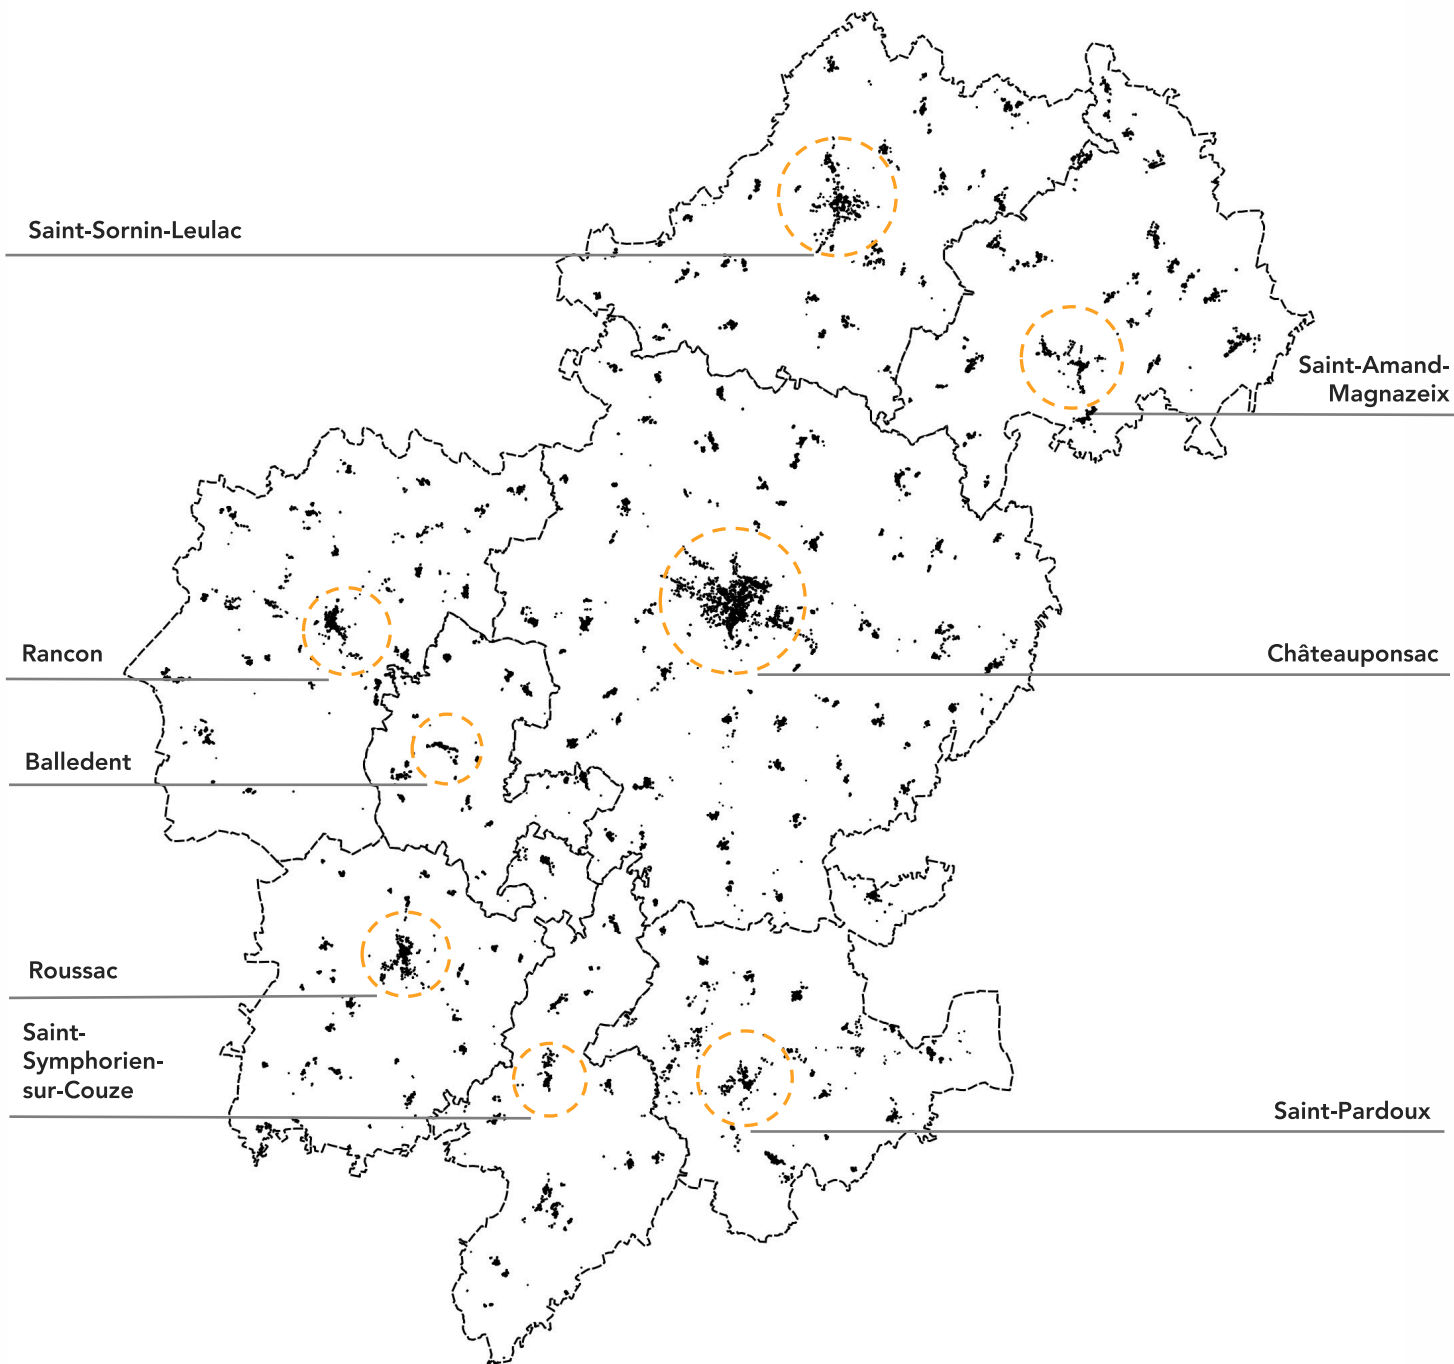 Saint-Sornin-Leulac
Saint-Amand-
Magnazeix
Rancon
Châteauponsac
Balledent
Roussac
Saint-
Symphorien-
sur-Couze
Saint-Pardoux